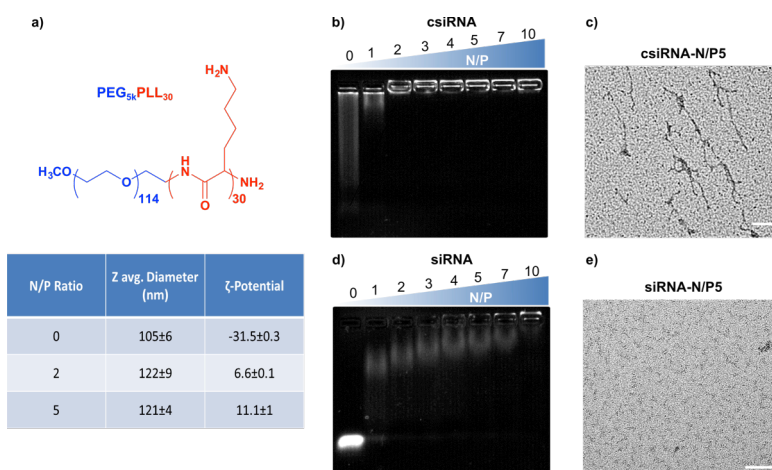 a)
PEG5kPLL30
H2N
H3CO
O
114
H
N
O
NH2
30
N/P Ratio Z avg. Diameter (nm) ζ-Potential
0 105±6 -31.5±0.3
2 122±9 6.6±0.1
5 121±4 11.1±1
b)
csiRNA
0 1 2 3 4 5 7 10
N/P
c)
csiRNA-N/P5
d)
siRNA
0 1 2 3 4 5 7 10
N/P
e)
siRNA-N/P5